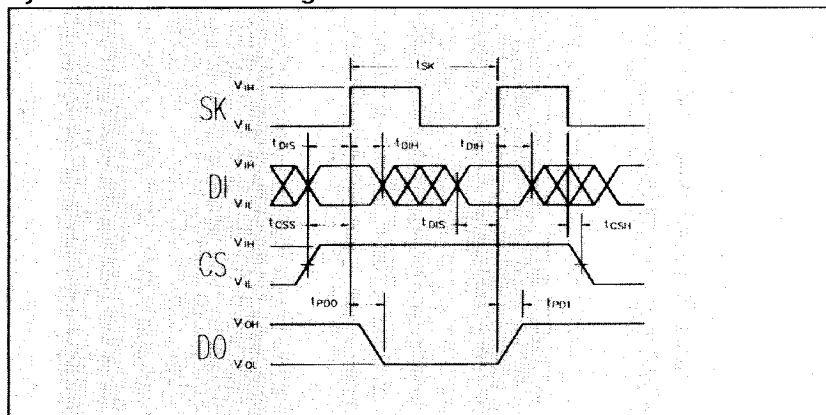 tSK
VIH
SK
VIL
tDIS tDIH tDIH
VIH
DI
VIL
tCSS tDIS tCSH
VIH
CS
VIL
tPD0 tPD1
VOH
DO
VOL